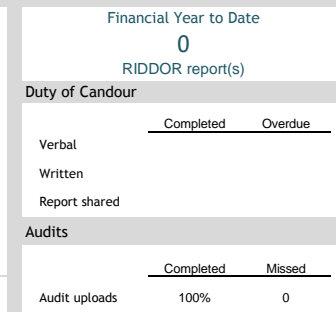 Financial Year to Date
0
RIDDOR report(s)
Duty of Candour
Completed Overdue
Verbal
Written
Report shared
Audits
Completed Missed
Audit uploads 100% 0